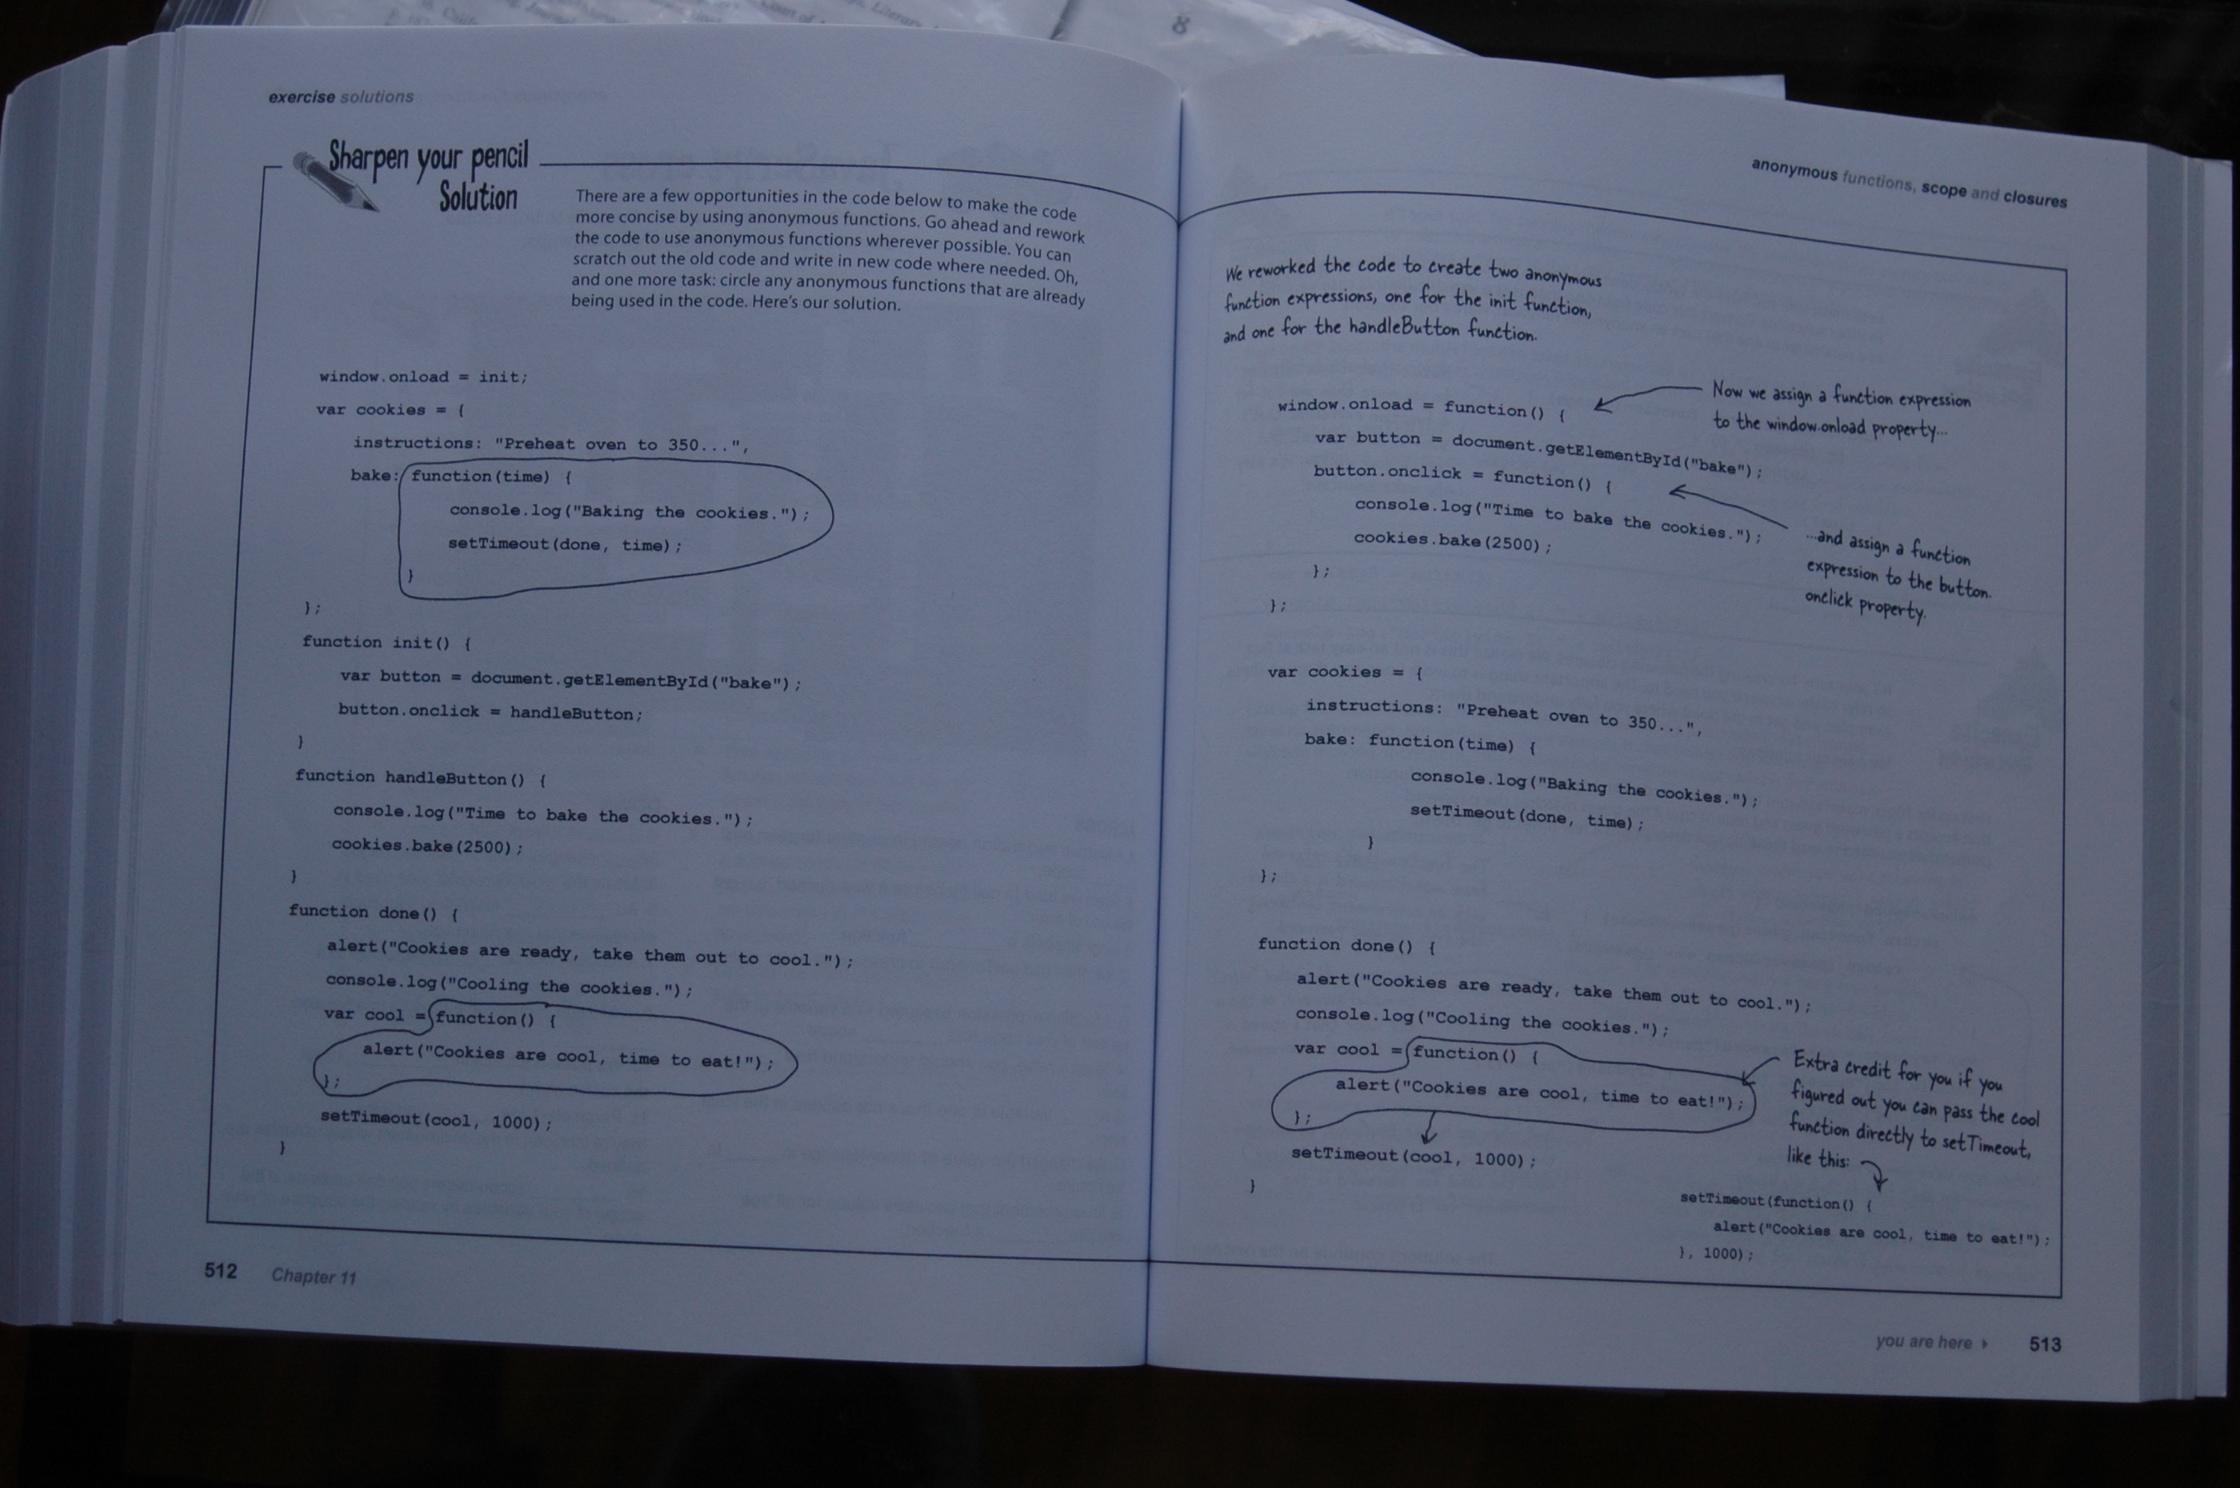 8
exercise solutions
Sharpen your pencil
Solution
There are a few opportunities in the code below to make the code
more concise by using anonymous functions. Go ahead and rework
the code to use anonymous functions wherever possible. You can
scratch out the old code and write in new code where needed. Oh,
and one more task: circle any anonymous functions that are already
being used in the code. Here's our solution.
window.onload = init;
var cookies = {
instructions: "Preheat oven to 350...",
bake: function(time) {
console.log("Baking the cookies.");
setTimeout(done, time);
}
};
function init() {
var button = document.getElementById("bake");
button.onclick = handleButton;
}
function handleButton() {
console.log("Time to bake the cookies.");
cookies.bake(2500);
}
function done() {
alert("Cookies are ready, take them out to cool.");
console.log("Cooling the cookies.");
var cool = function() {
alert("Cookies are cool, time to eat!");
};
setTimeout(cool, 1000);
}
512 Chapter 11
anonymous functions, scope and closures
We reworked the code to create two anonymous
function expressions, one for the init function,
and one for the handleButton function.
window.onload = function() {
Now we assign a function expression
to the window.onload property...
var button = document.getElementById("bake");
button.onclick = function() {
console.log("Time to bake the cookies.");
cookies.bake(2500);
};
};
...and assign a function
expression to the button.
onclick property.
var cookies = {
instructions: "Preheat oven to 350...",
bake: function(time) {
console.log("Baking the cookies.");
setTimeout(done, time);
}
};
function done() {
alert("Cookies are ready, take them out to cool.");
console.log("Cooling the cookies.");
var cool = function() {
alert("Cookies are cool, time to eat!");
};
setTimeout(cool, 1000);
}
Extra credit for you if you
figured out you can pass the cool
function directly to setTimeout,
like this:
setTimeout(function() {
alert("Cookies are cool, time to eat!");
}, 1000);
you are here 513